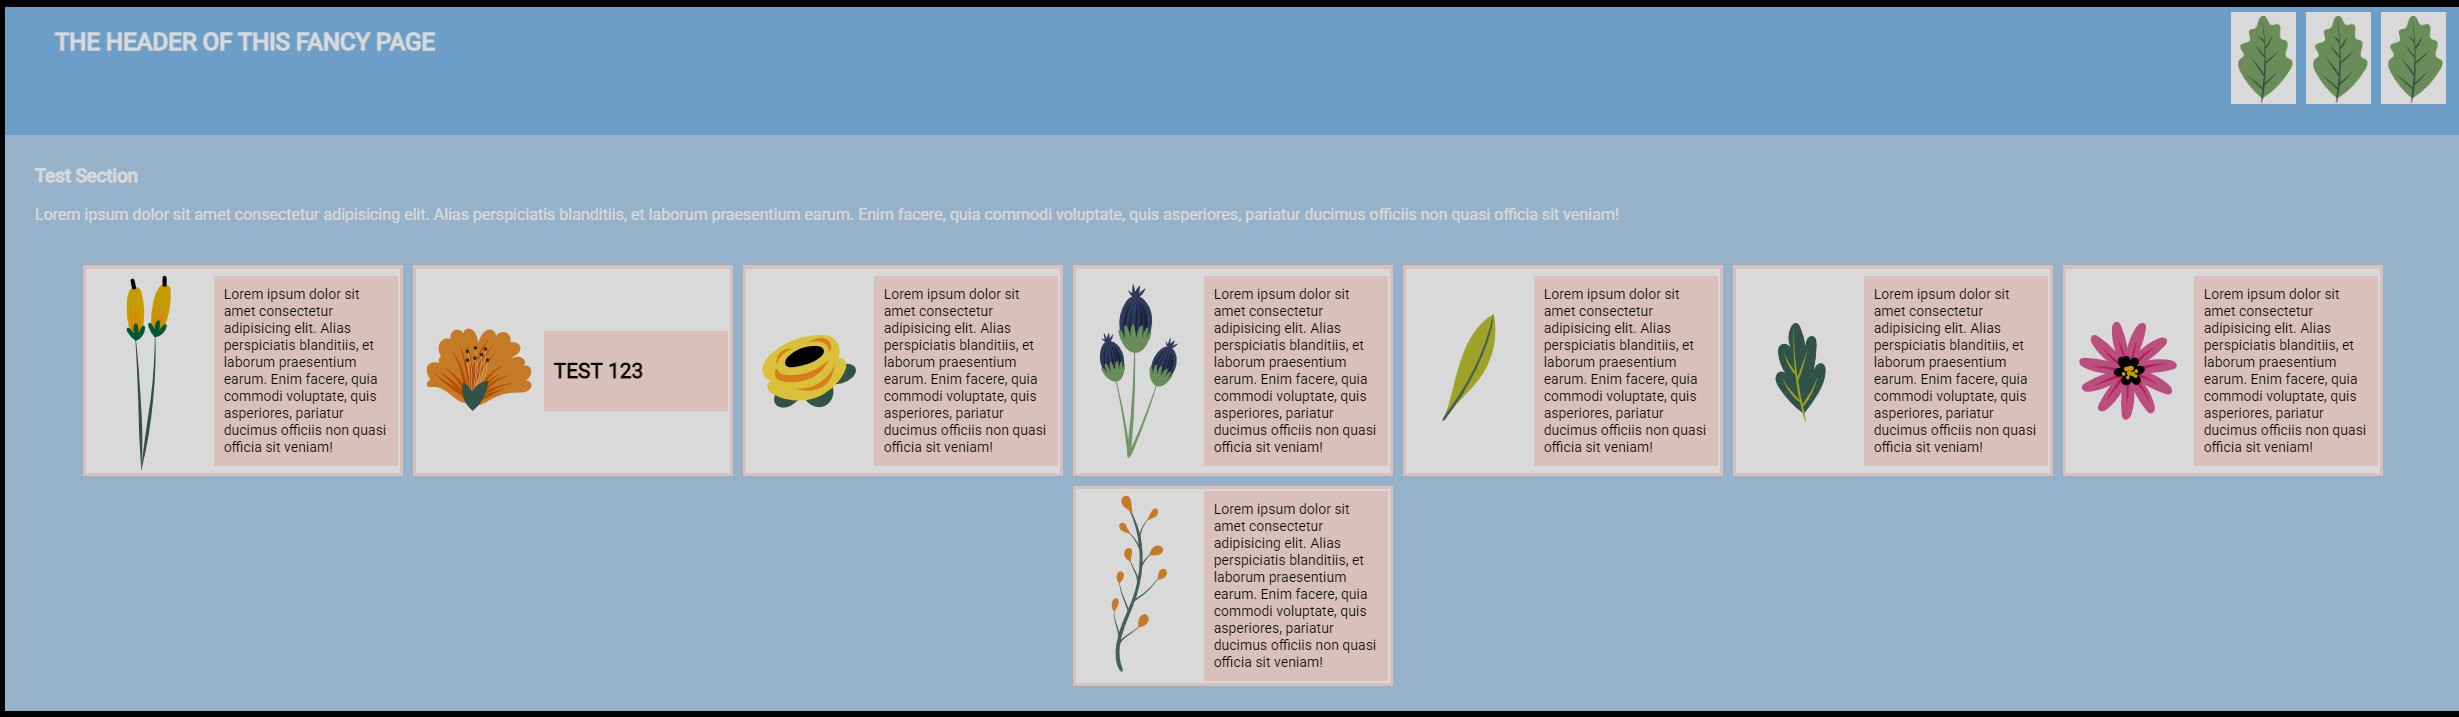 THE HEADER OF THIS FANCY PAGE
Test Section
Lorem ipsum dolor sit amet consectetur adipisicing elit. Alias perspiciatis blanditiis, et laborum praesentium earum. Enim facere, quia commodi voluptate, quis asperiores, pariatur ducimus officiis non quasi officia sit veniam!
Lorem ipsum dolor sit
amet consectetur
adipisicing elit. Alias
perspiciatis blanditiis, et
laborum praesentium
earum. Enim facere, quia
commodi voluptate, quis
asperiores, pariatur
ducimus officiis non quasi
officia sit veniam!
TEST 123
Lorem ipsum dolor sit
amet consectetur
adipisicing elit. Alias
perspiciatis blanditiis, et
laborum praesentium
earum. Enim facere, quia
commodi voluptate, quis
asperiores, pariatur
ducimus officiis non quasi
officia sit veniam!
Lorem ipsum dolor sit
amet consectetur
adipisicing elit. Alias
perspiciatis blanditiis, et
laborum praesentium
earum. Enim facere, quia
commodi voluptate, quis
asperiores, pariatur
ducimus officiis non quasi
officia sit veniam!
Lorem ipsum dolor sit
amet consectetur
adipisicing elit. Alias
perspiciatis blanditiis, et
laborum praesentium
earum. Enim facere, quia
commodi voluptate, quis
asperiores, pariatur
ducimus officiis non quasi
officia sit veniam!
Lorem ipsum dolor sit
amet consectetur
adipisicing elit. Alias
perspiciatis blanditiis, et
laborum praesentium
earum. Enim facere, quia
commodi voluptate, quis
asperiores, pariatur
ducimus officiis non quasi
officia sit veniam!
Lorem ipsum dolor sit
amet consectetur
adipisicing elit. Alias
perspiciatis blanditiis, et
laborum praesentium
earum. Enim facere, quia
commodi voluptate, quis
asperiores, pariatur
ducimus officiis non quasi
officia sit veniam!
Lorem ipsum dolor sit
amet consectetur
adipisicing elit. Alias
perspiciatis blanditiis, et
laborum praesentium
earum. Enim facere, quia
commodi voluptate, quis
asperiores, pariatur
ducimus officiis non quasi
officia sit veniam!